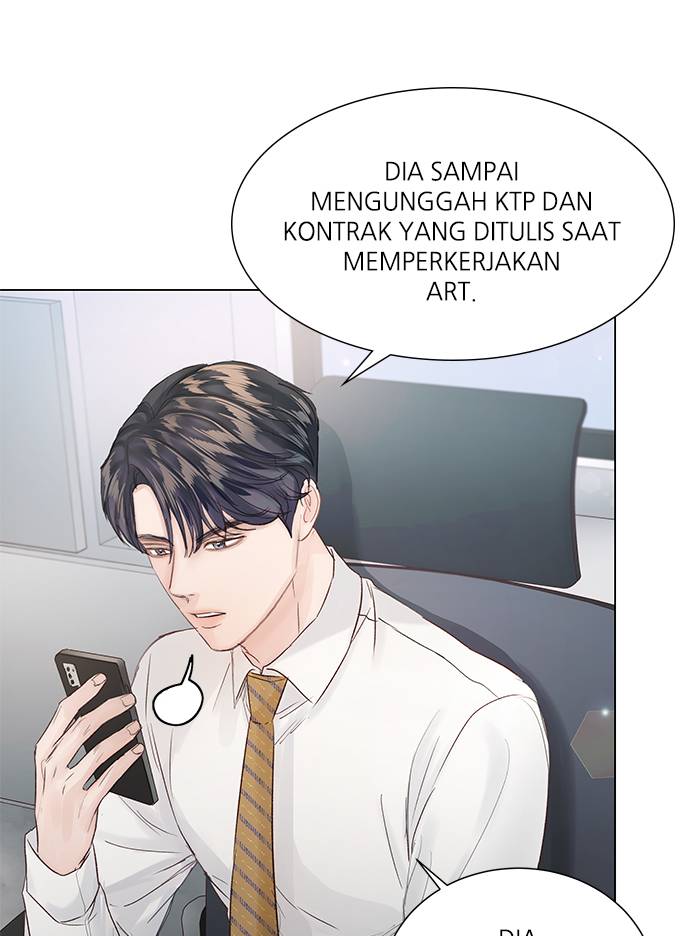 DIA SAMPAI
MENGUNGGAH KTP DAN
KONTRAK YANG DITULIS SAAT
MEMPERKERJAKAN
ART.
DIA